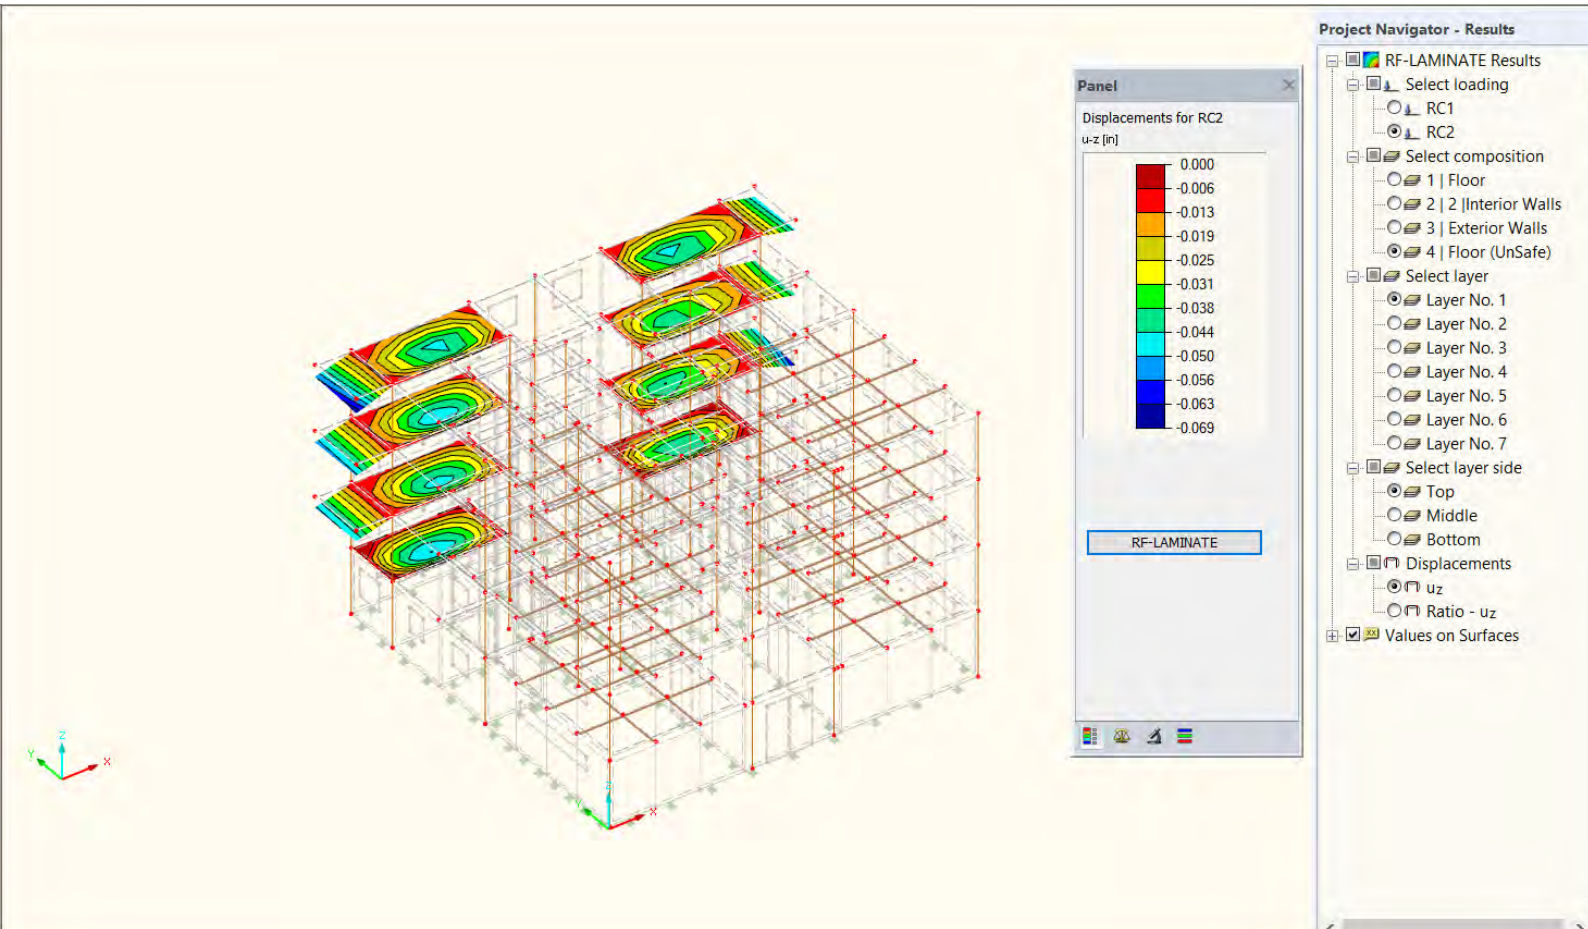 Project Navigator - Results
RF-LAMINATE Results
Select loading
RC1
RC2
Select composition
1 | Floor
2 | 2 |Interior Walls
3 | Exterior Walls
4 | Floor (UnSafe)
Select layer
Layer No. 1
Layer No. 2
Layer No. 3
Layer No. 4
Layer No. 5
Layer No. 6
Layer No. 7
Select layer side
Top
Middle
Bottom
Displacements
uz
Ratio - uz
Values on Surfaces
Panel
Displacements for RC2
u-z [in]
0.000
-0.006
-0.013
-0.019
-0.025
-0.031
-0.038
-0.044
-0.050
-0.056
-0.063
-0.069
RF-LAMINATE
Z
Y
X
Z
Y
X